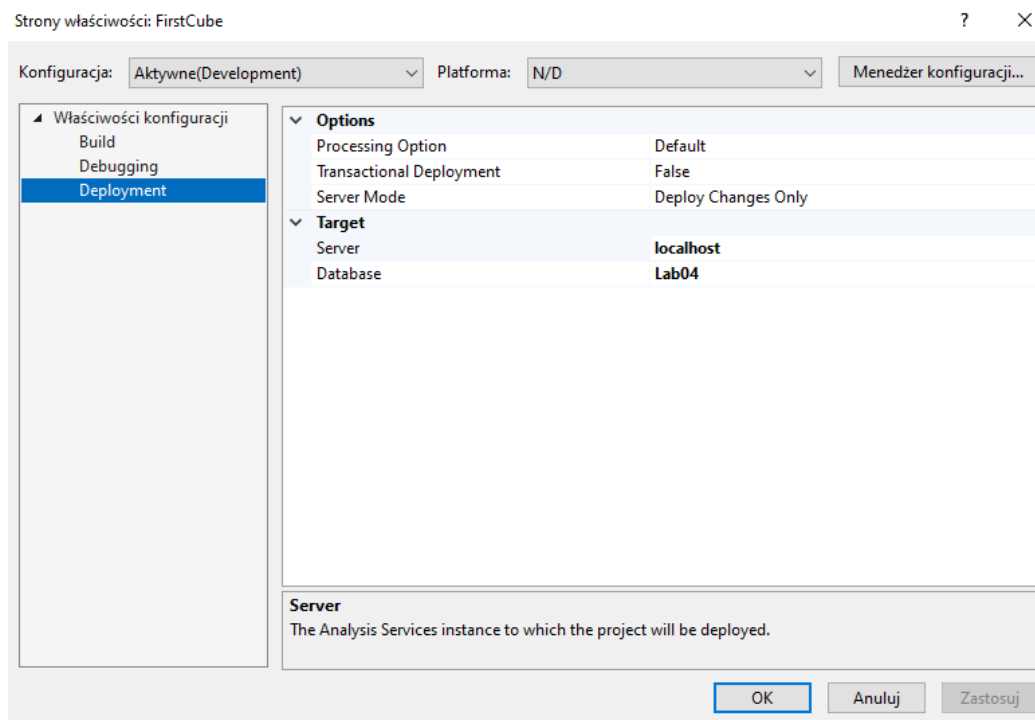 Strony właściwości: FirstCube
?
Konfiguracja: Aktywne(Development) Platforma: N/D Menedżer konfiguracji...
Właściwości konfiguracji
Build
Debugging
Deployment
Options
Processing Option Default
Transactional Deployment False
Server Mode Deploy Changes Only
Target
Server localhost
Database Lab04
Server
The Analysis Services instance to which the project will be deployed.
OK Anuluj Zastosuj